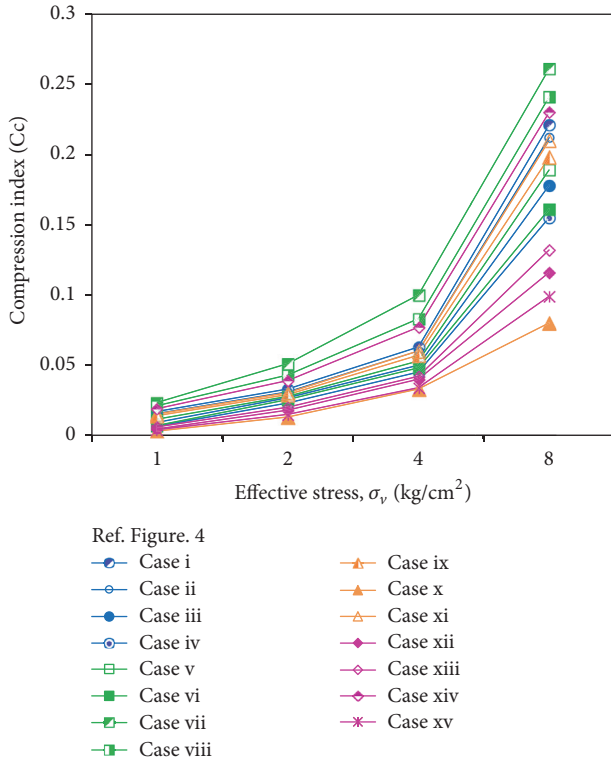 0.3
0.25
0.2
0.15
0.1
0.05
0
Compression index (Cc)
1 2 4 8
Effective stress, σᵥ (kg/cm²)
Ref. Figure. 4
Case i
Case ii
Case iii
Case iv
Case v
Case vi
Case vii
Case viii
Case ix
Case x
Case xi
Case xii
Case xiii
Case xiv
Case xv